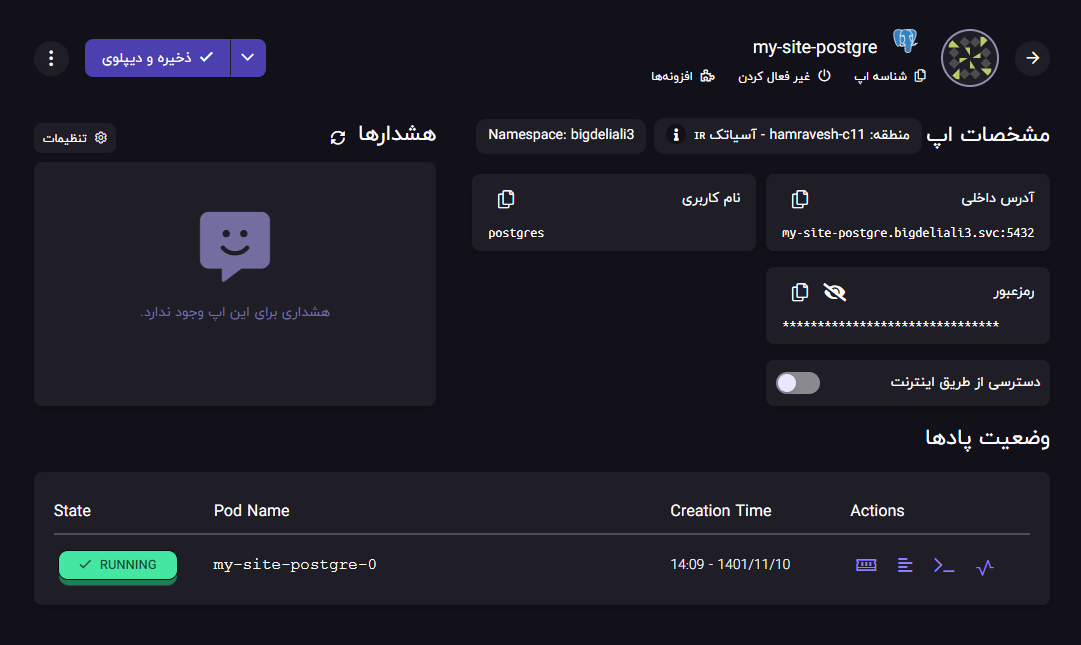 my-site-postgre
ذخیره و دیپلوی
شناسه اپ
غیر فعال کردن
افزونه‌ها
مشخصات اپ
منطقه: hamravesh-c11 - آسیاتک IR
Namespace: bigdeliali3
هشدارها
تنظیمات
آدرس داخلی
my-site-postgre.bigdeliali3.svc:5432
نام کاربری
postgres
رمزعبور
*******************************
دسترسی از طریق اینترنت
هشداری برای این اپ وجود ندارد.
وضعیت پادها
State Pod Name Creation Time Actions
RUNNING my-site-postgre-0 14:09 - 1401/11/10